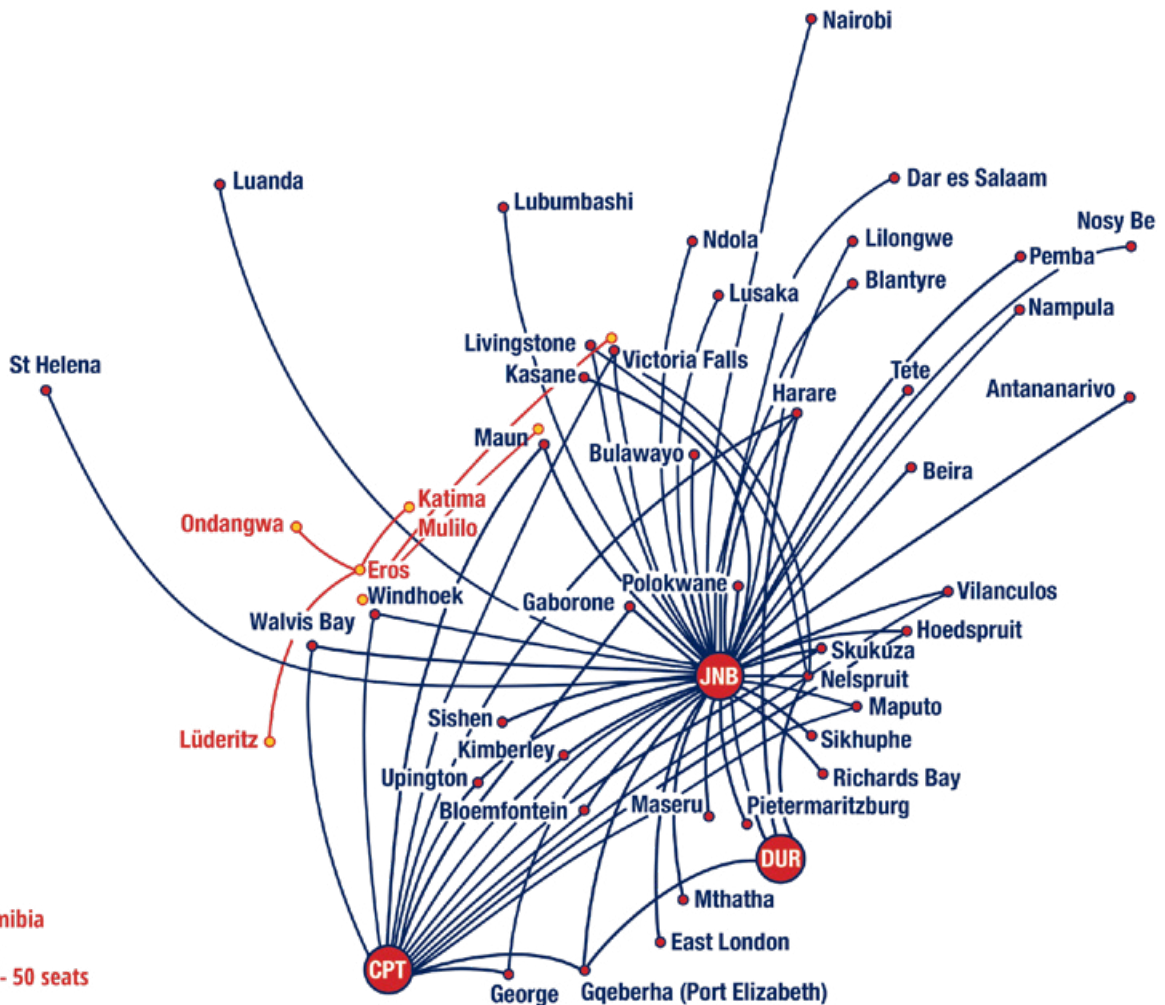 Nairobi
Luanda
Dar es Salaam
Lubumbashi
Nosy Be
Ndola
Lilongwe
Pemba
Blantyre
Lusaka
Nampula
Livingstone
Victoria Falls
St Helena
Kasane
Tete
Harare
Antananarivo
Maun
Bulawayo
Beira
Katima
Mulilo
Ondangwa
Eros
Polokwane
Windhoek
Gaborone
Vilanculos
Walvis Bay
Hoedspruit
Skukuza
JNB
Nelspruit
Maputo
Sishen
Lüderitz
Sikhuphe
Kimberley
Upington
Richards Bay
Maseru
Pietermaritzburg
Bloemfontein
DUR
Mthatha
mibia
East London
CPT
- 50 seats
George
Gqeberha (Port Elizabeth)